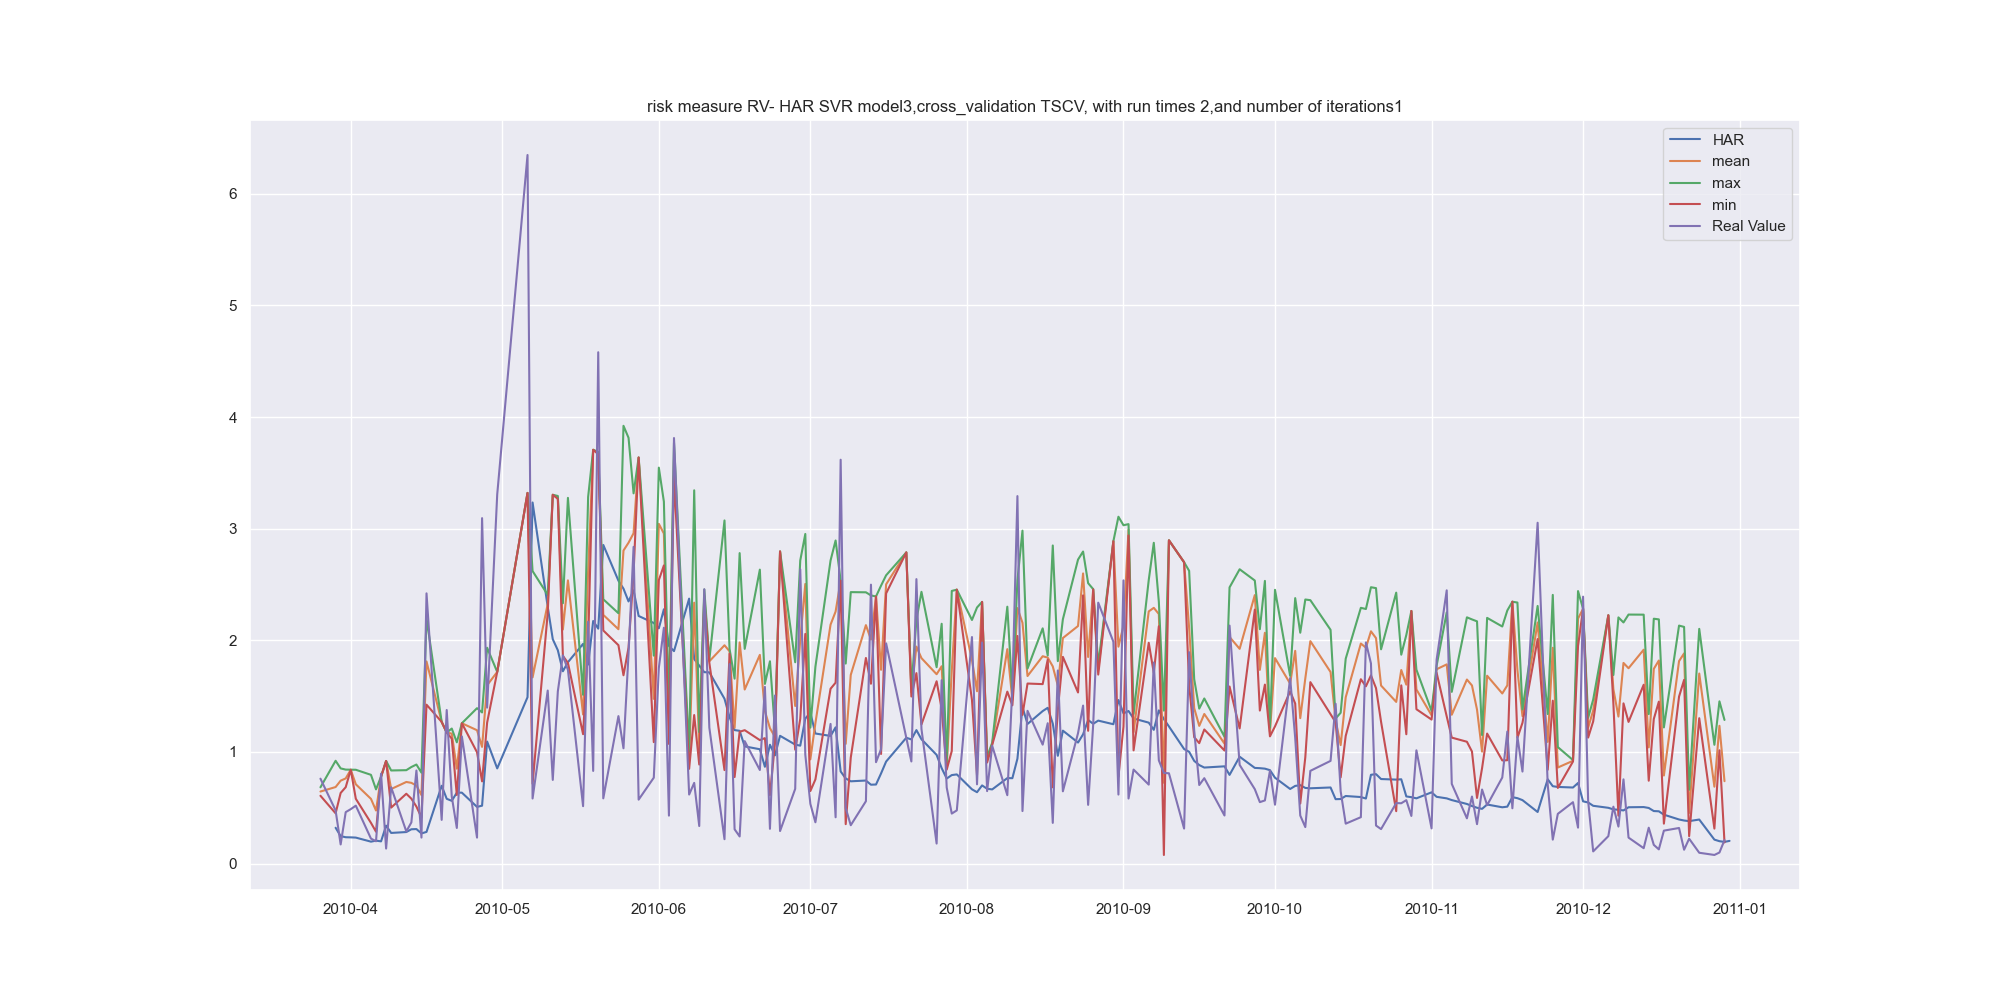 risk measure RV- HAR SVR model3,cross_validation TSCV, with run times 2,and number of iterations1
HAR
mean
max
min
Real Value
6
5
4
3
2
1
0
2010-04 2010-05 2010-06 2010-07 2010-08 2010-09 2010-10 2010-11 2010-12 2011-01